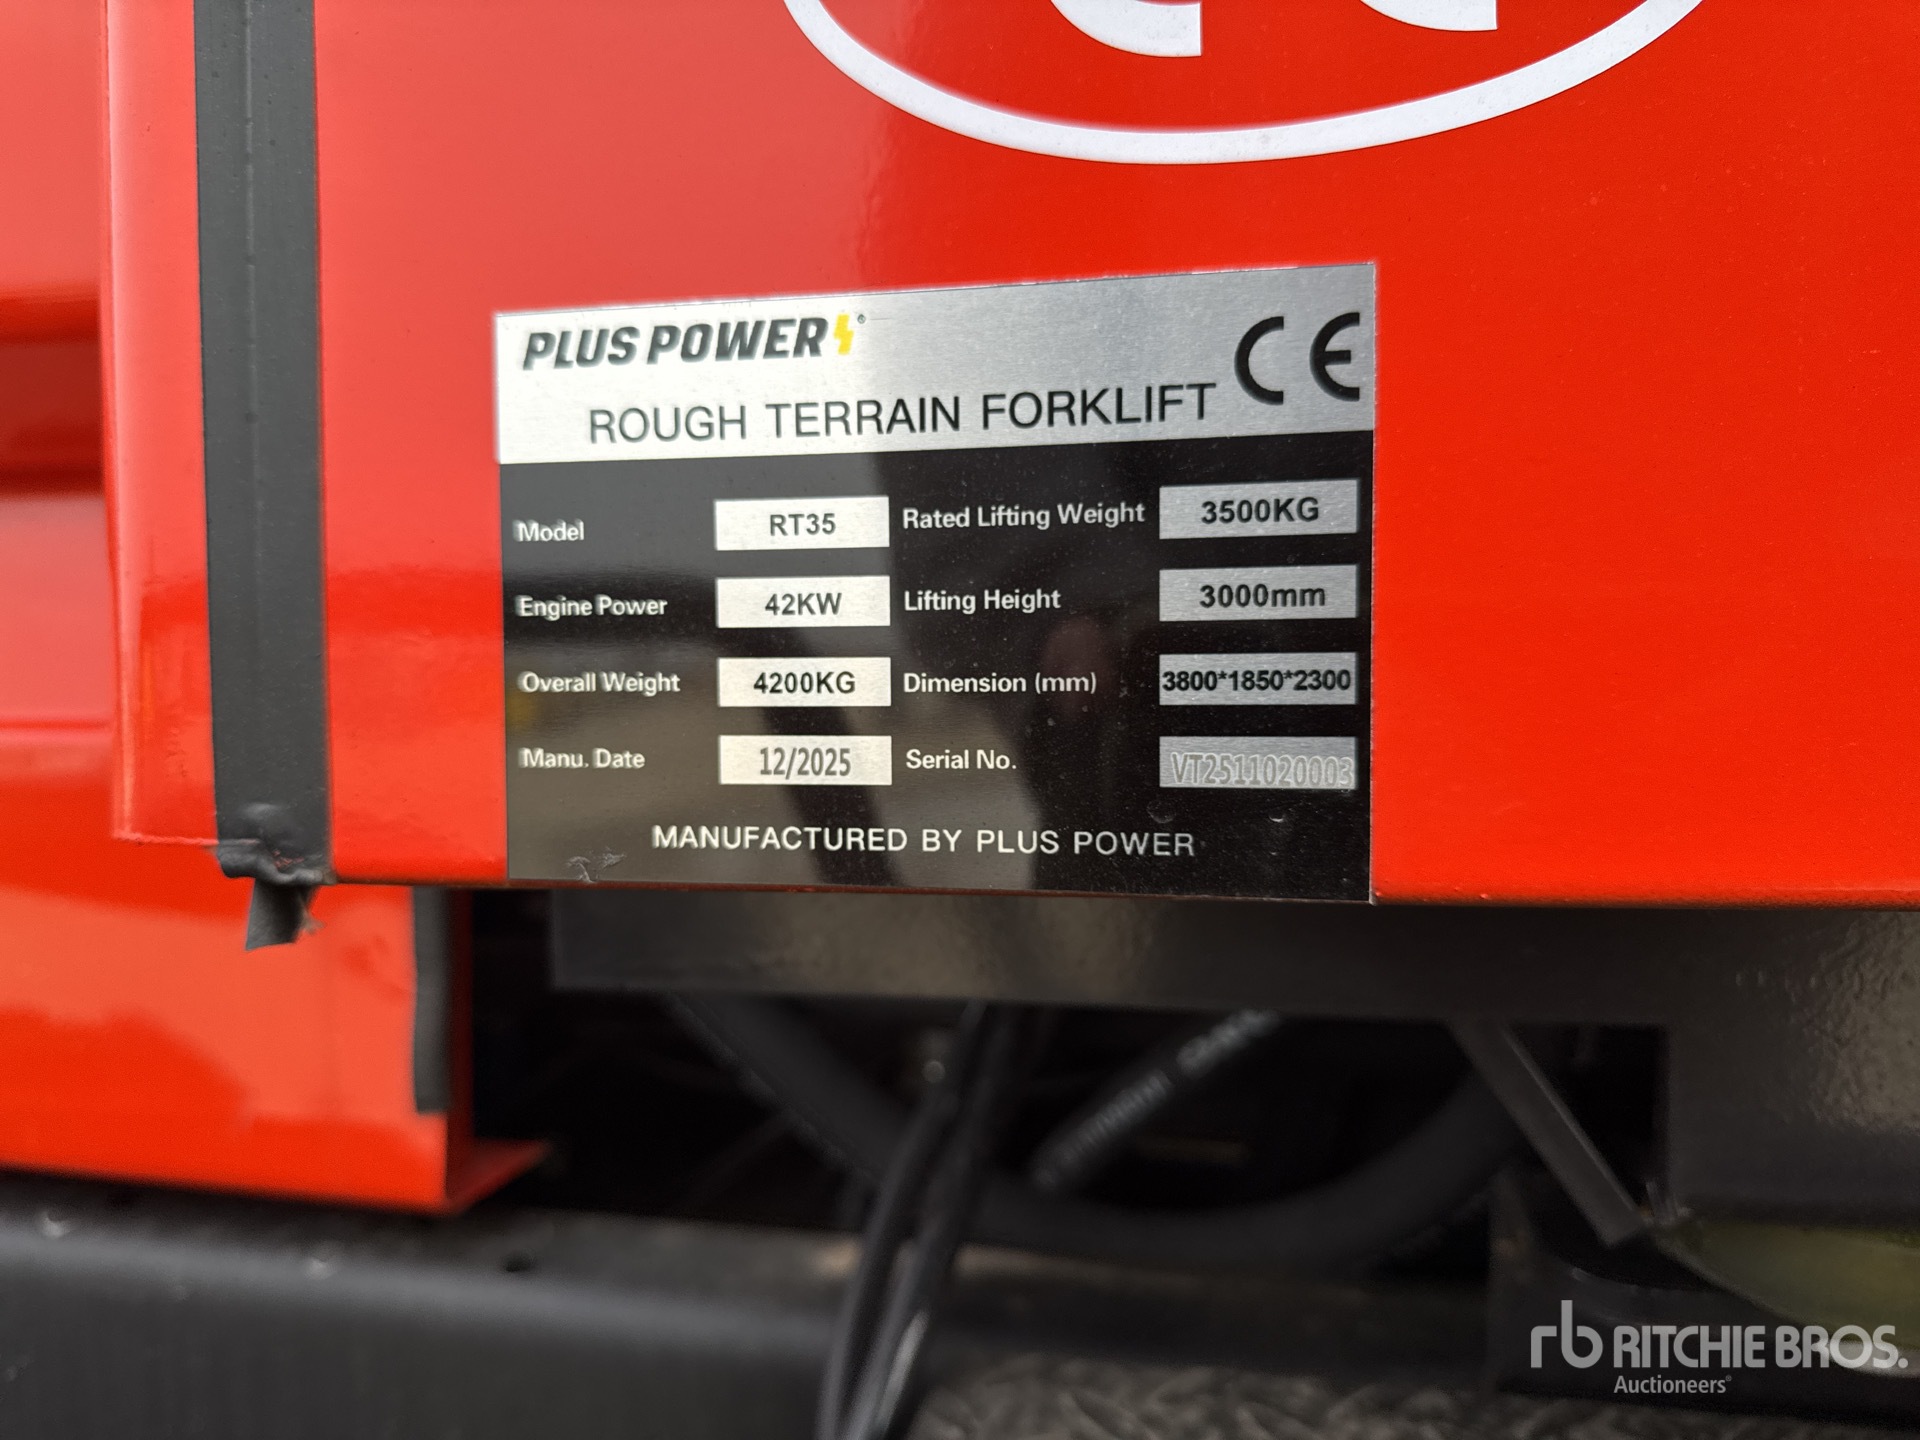 PLUS POWER®
CE
ROUGH TERRAIN FORKLIFT
Model RT35 Rated Lifting Weight 3500KG
Engine Power 42KW Lifting Height 3000mm
Overall Weight 4200KG Dimension (mm) 3800*1850*2300
Manu. Date 12/2025 Serial No. VT2511020003
MANUFACTURED BY PLUS POWER
rb RITCHIE BROS.
Auctioneers®